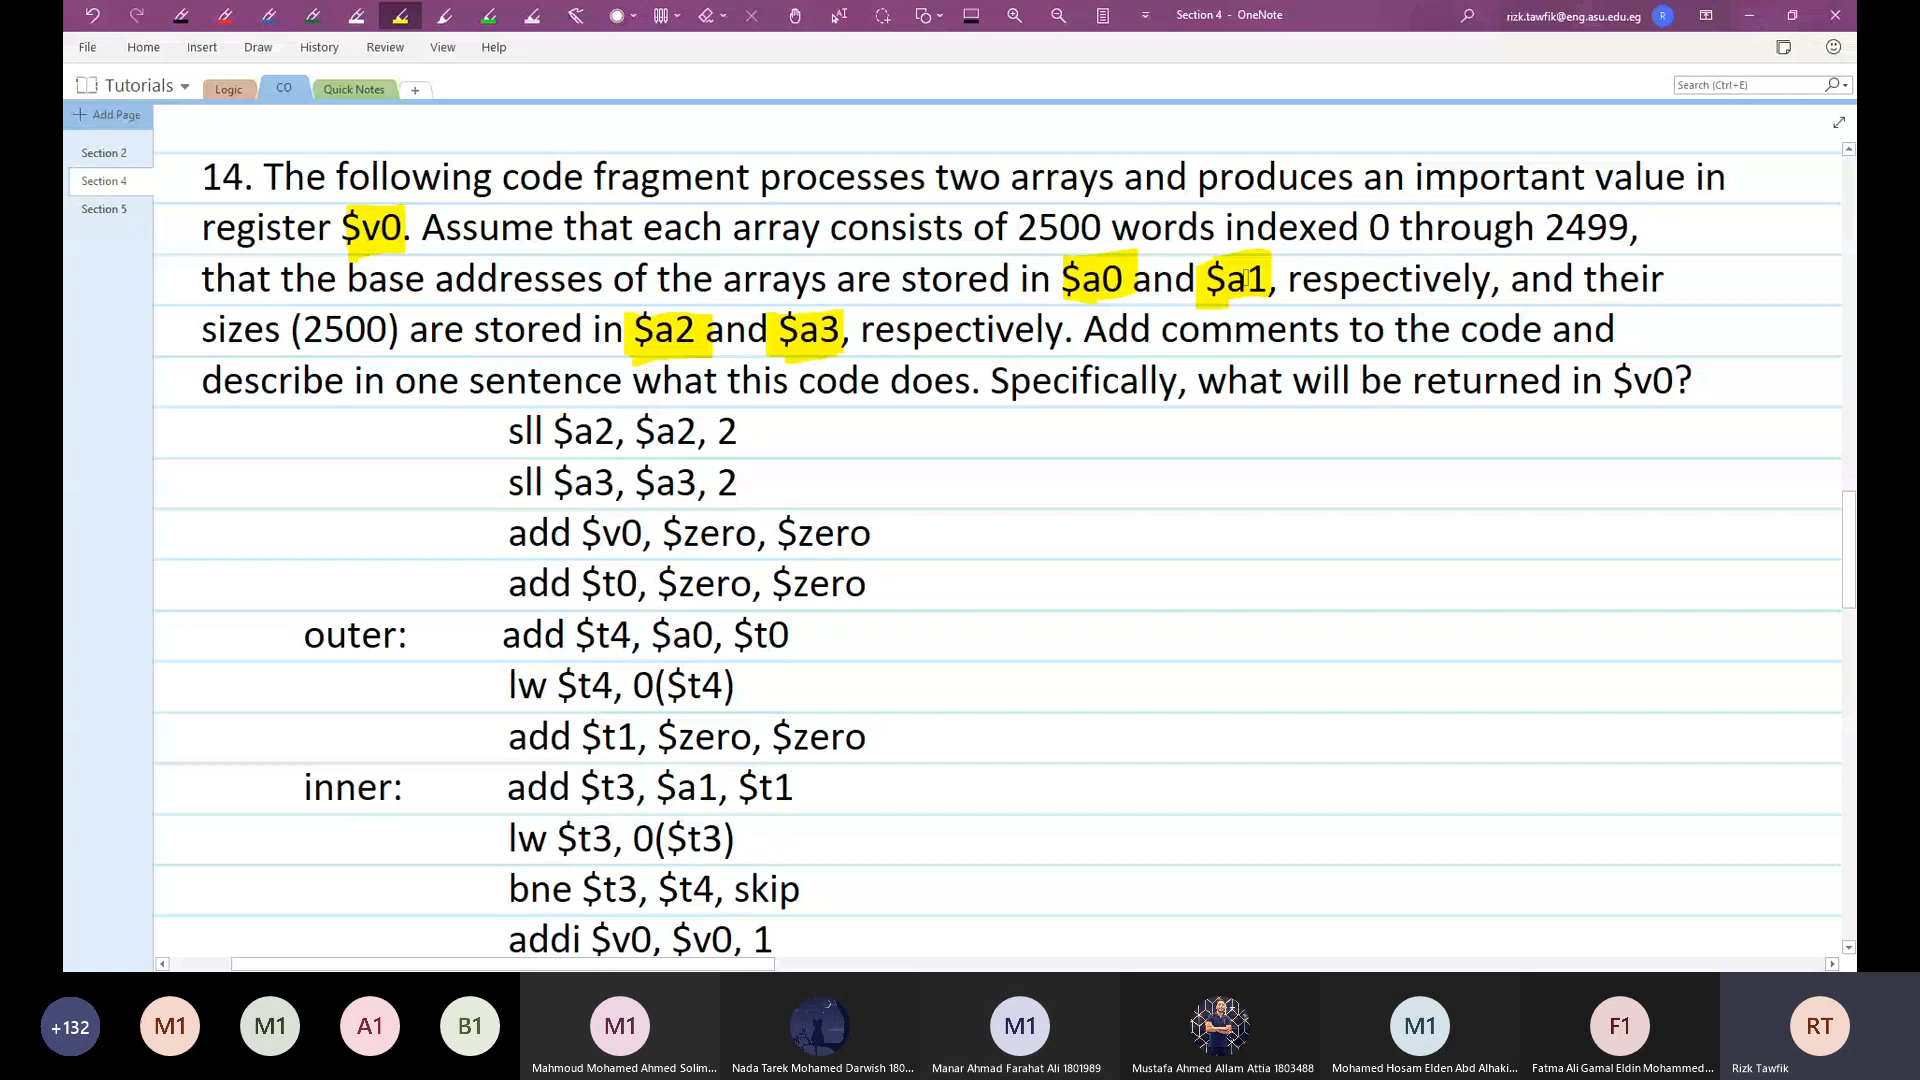 Section 4 - OneNote
rizk.tawfik@eng.asu.edu.eg
R
File Home Insert Draw History Review View Help
Tutorials
Logic
CO
Quick Notes
+
Search (Ctrl+E)
Add Page
Section 2
Section 4
Section 5
14. The following code fragment processes two arrays and produces an important value in
register $v0. Assume that each array consists of 2500 words indexed 0 through 2499,
that the base addresses of the arrays are stored in $a0 and $a1, respectively, and their
sizes (2500) are stored in $a2 and $a3, respectively. Add comments to the code and
describe in one sentence what this code does. Specifically, what will be returned in $v0?
sll $a2, $a2, 2
sll $a3, $a3, 2
add $v0, $zero, $zero
add $t0, $zero, $zero
outer: add $t4, $a0, $t0
lw $t4, 0($t4)
add $t1, $zero, $zero
inner: add $t3, $a1, $t1
lw $t3, 0($t3)
bne $t3, $t4, skip
addi $v0, $v0, 1
+132 M1 M1 A1 B1 M1 M1 M1 F1 RT
Mahmoud Mohamed Ahmed Solim... Nada Tarek Mohamed Darwish 180... Manar Ahmad Farahat Ali 1801989 Mustafa Ahmed Allam Attia 1803488 Mohamed Hosam Elden Abd Alhaki... Fatma Ali Gamal Eldin Mohammed... Rizk Tawfik